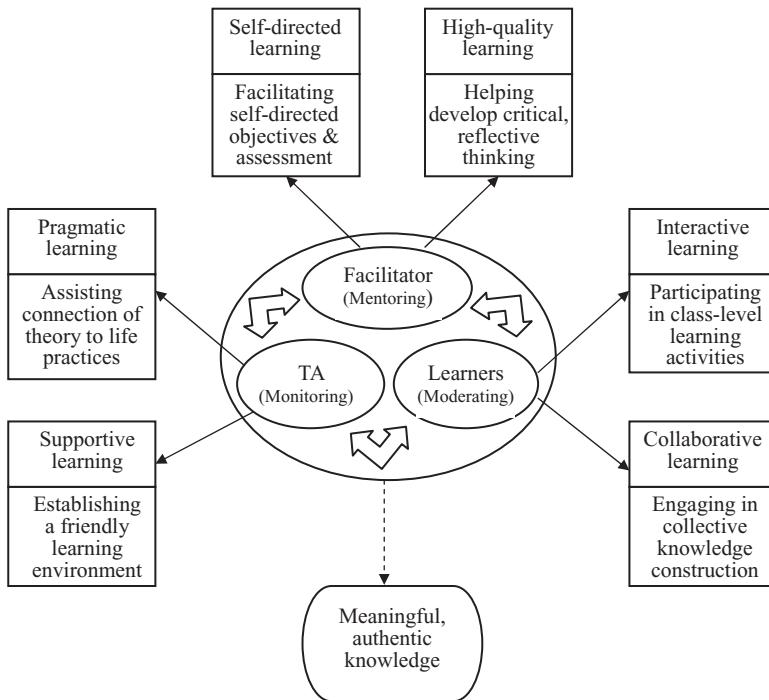 Self-directed
learning
Facilitating
self-directed
objectives &
assessment
High-quality
learning
Helping
develop critical,
reflective
thinking
Pragmatic
learning
Assisting
connection of
theory to life
practices
Facilitator
(Mentoring)
TA
(Monitoring)
Learners
(Moderating)
Interactive
learning
Participating
in class-level
learning
activities
Supportive
learning
Establishing
a friendly
learning
environment
Collaborative
learning
Engaging in
collective
knowledge
construction
Meaningful,
authentic
knowledge